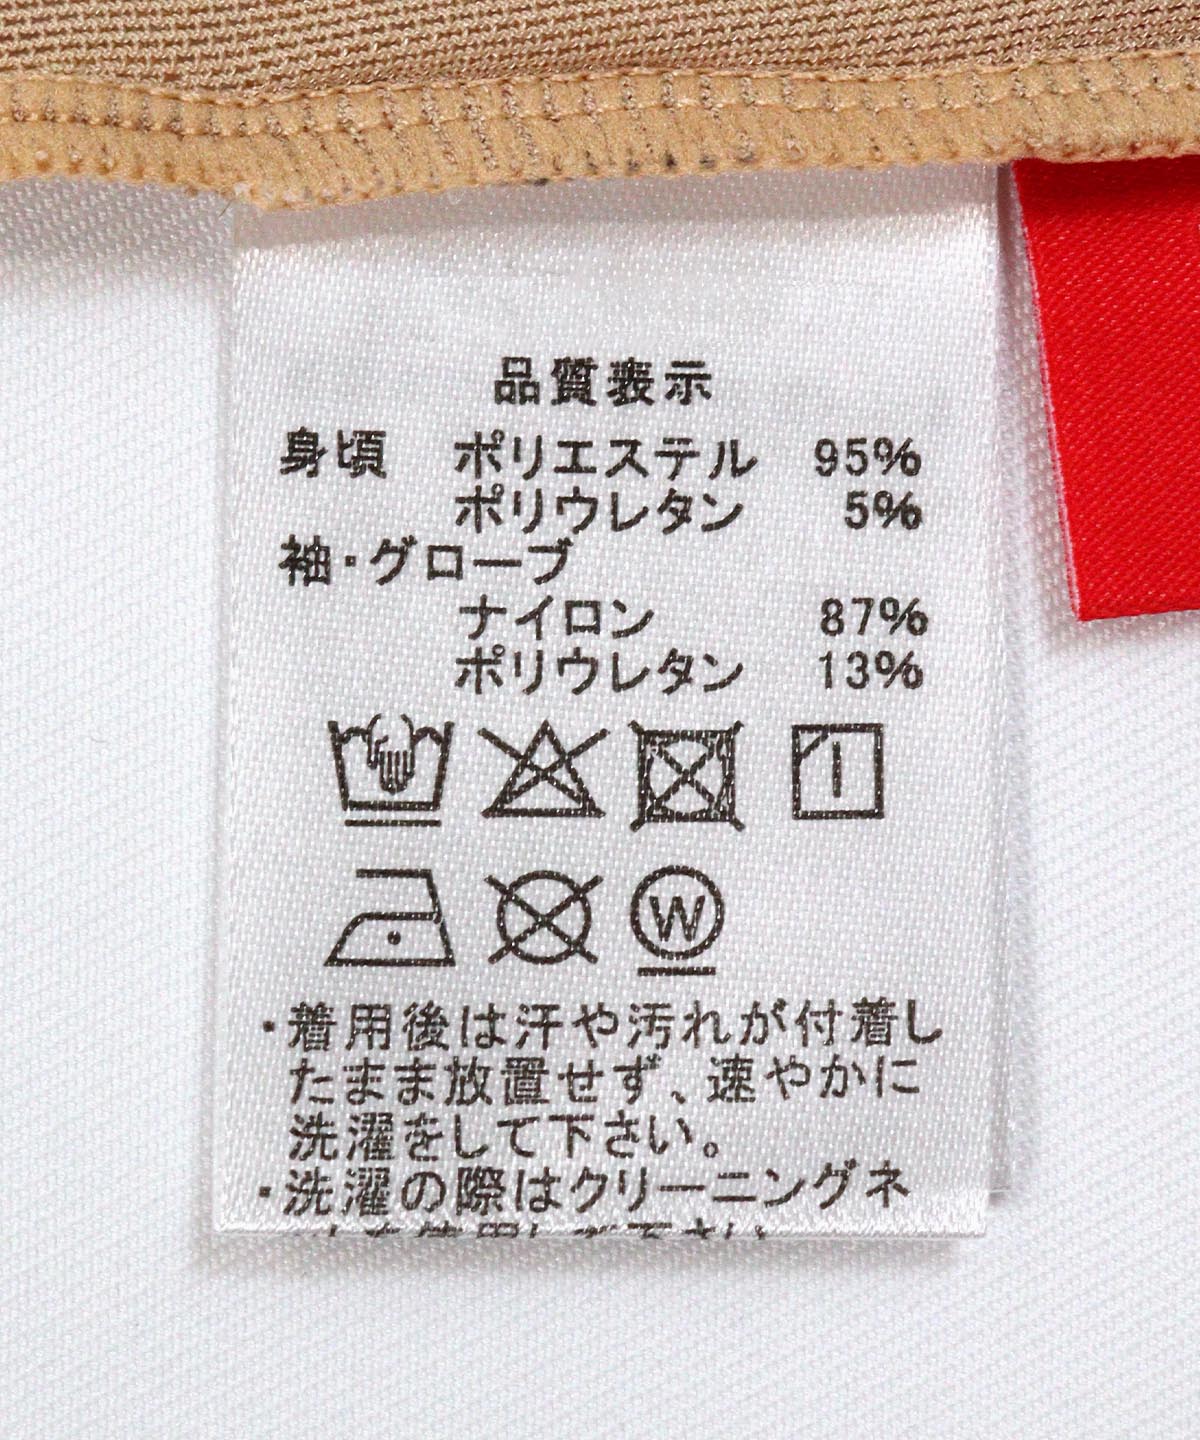 品質表示
身頃 ポリエステル 95%
ポリウレタン 5%
袖・グローブ
ナイロン 87%
ポリウレタン 13%
W
・着用後は汗や汚れが付着し
たまま放置せず、速やかに
洗濯をして下さい。
・洗濯の際はクリーニングネ